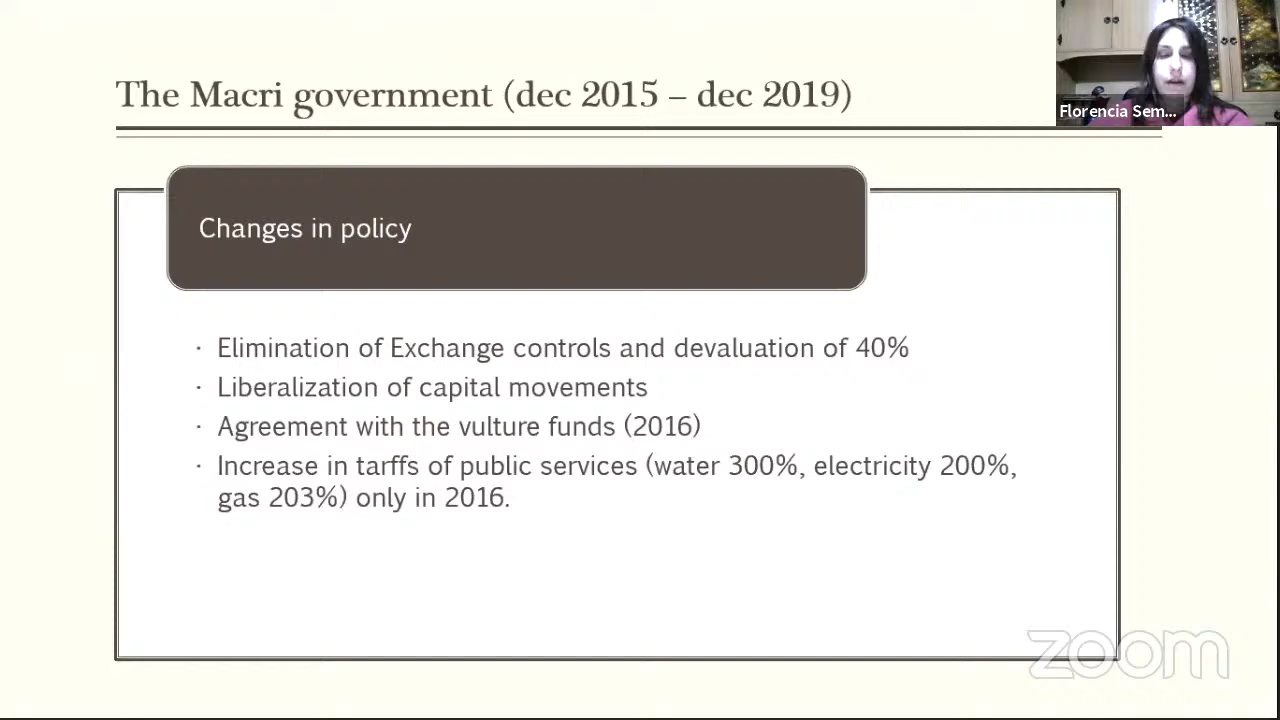 The Macri government (dec 2015 – dec 2019)
Florencia Sem...
Changes in policy
· Elimination of Exchange controls and devaluation of 40%
· Liberalization of capital movements
· Agreement with the vulture funds (2016)
· Increase in tarffs of public services (water 300%, electricity 200%,
gas 203%) only in 2016.
zoom